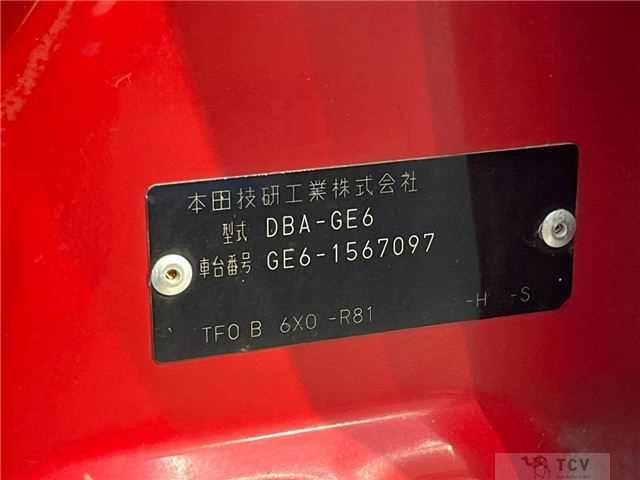 本田技研工業株式会社
型式 DBA-GE6
車台番号 GE6-1567097
TFO B 6X0 -R81 -H -S
TCV